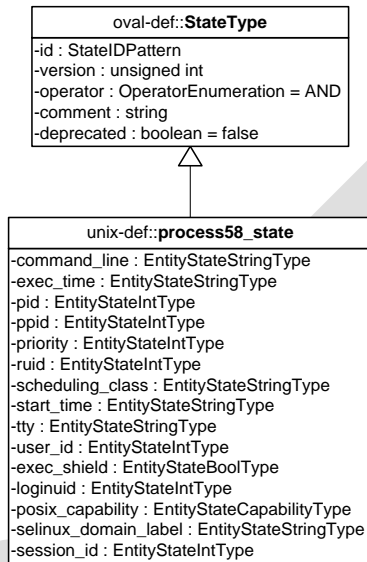 oval-def::StateType
-id : StateIDPattern
-version : unsigned int
-operator : OperatorEnumeration = AND
-comment : string
-deprecated : boolean = false
unix-def::process58_state
-command_line : EntityStateStringType
-exec_time : EntityStateStringType
-pid : EntityStateIntType
-ppid : EntityStateIntType
-priority : EntityStateIntType
-ruid : EntityStateIntType
-scheduling_class : EntityStateStringType
-start_time : EntityStateStringType
-tty : EntityStateStringType
-user_id : EntityStateIntType
-exec_shield : EntityStateBoolType
-loginuid : EntityStateIntType
-posix_capability : EntityStateCapabilityType
-selinux_domain_label : EntityStateStringType
-session_id : EntityStateIntType